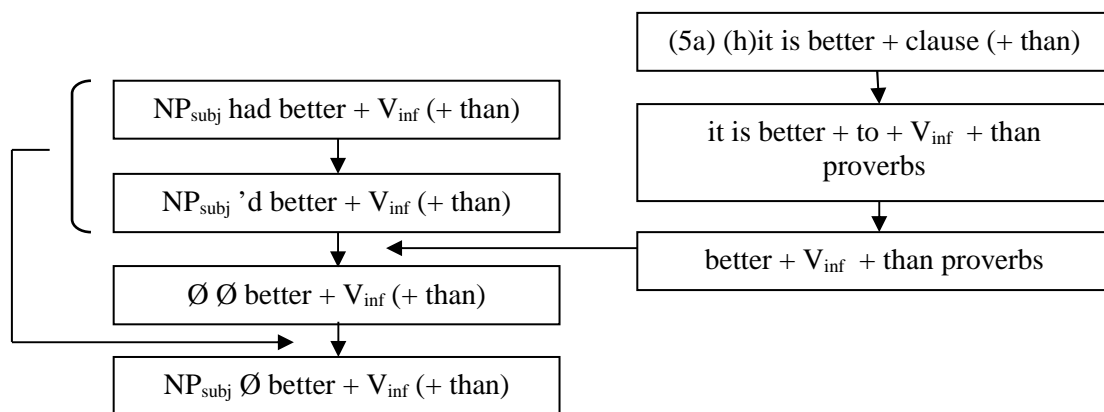 NPsubj had better + Vinf (+ than)
NPsubj ’d better + Vinf (+ than)
Ø Ø better + Vinf (+ than)
NPsubj Ø better + Vinf (+ than)
(5a) (h)it is better + clause (+ than)
it is better + to + Vinf + than
proverbs
better + Vinf + than proverbs